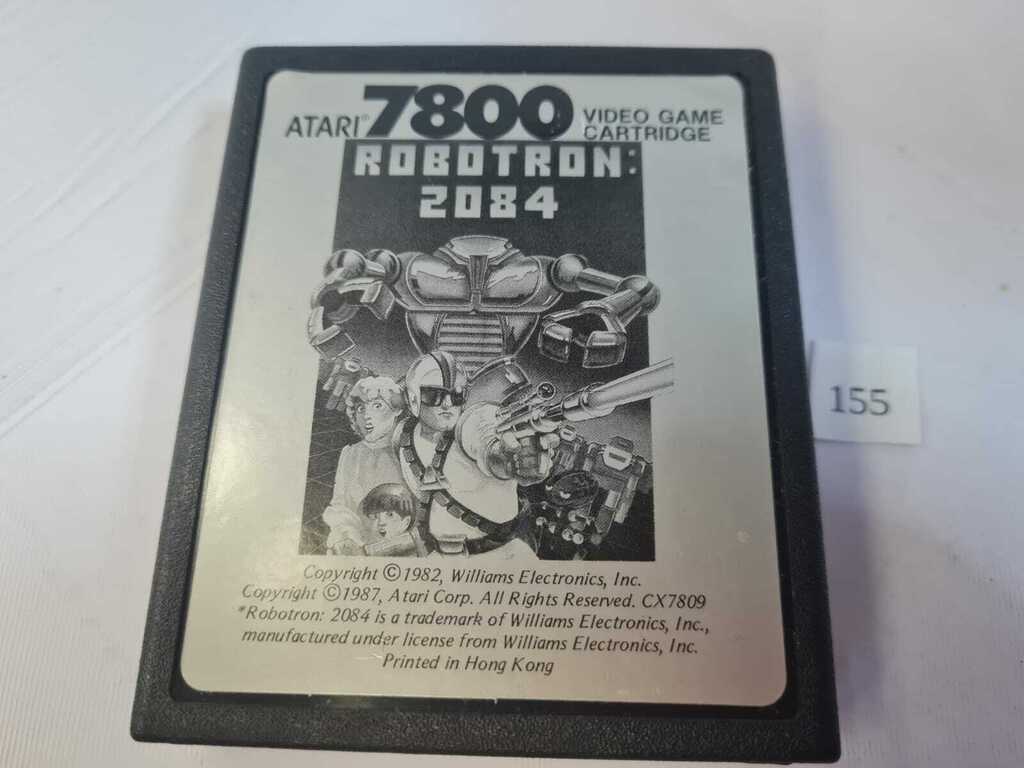 ATARI® 7800 VIDEO GAME
CARTRIDGE
ROBOTRON:
2084
155
Copyright ©1982, Williams Electronics, Inc.
Copyright ©1987, Atari Corp. All Rights Reserved. CX7809
*Robotron: 2084 is a trademark of Williams Electronics, Inc.,
manufactured under license from Williams Electronics, Inc.
Printed in Hong Kong